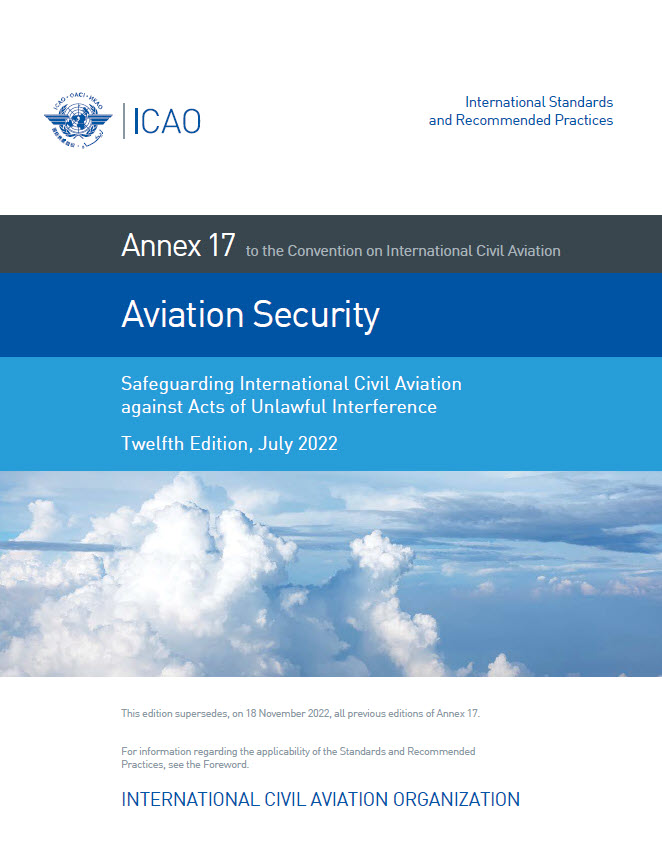 ICAO · OACI · ИКАО
ICAO
International Standards
and Recommended Practices
Annex 17 to the Convention on International Civil Aviation
Aviation Security
Safeguarding International Civil Aviation
against Acts of Unlawful Interference
Twelfth Edition, July 2022
This edition supersedes, on 18 November 2022, all previous editions of Annex 17.
For information regarding the applicability of the Standards and Recommended
Practices, see the Foreword.
INTERNATIONAL CIVIL AVIATION ORGANIZATION